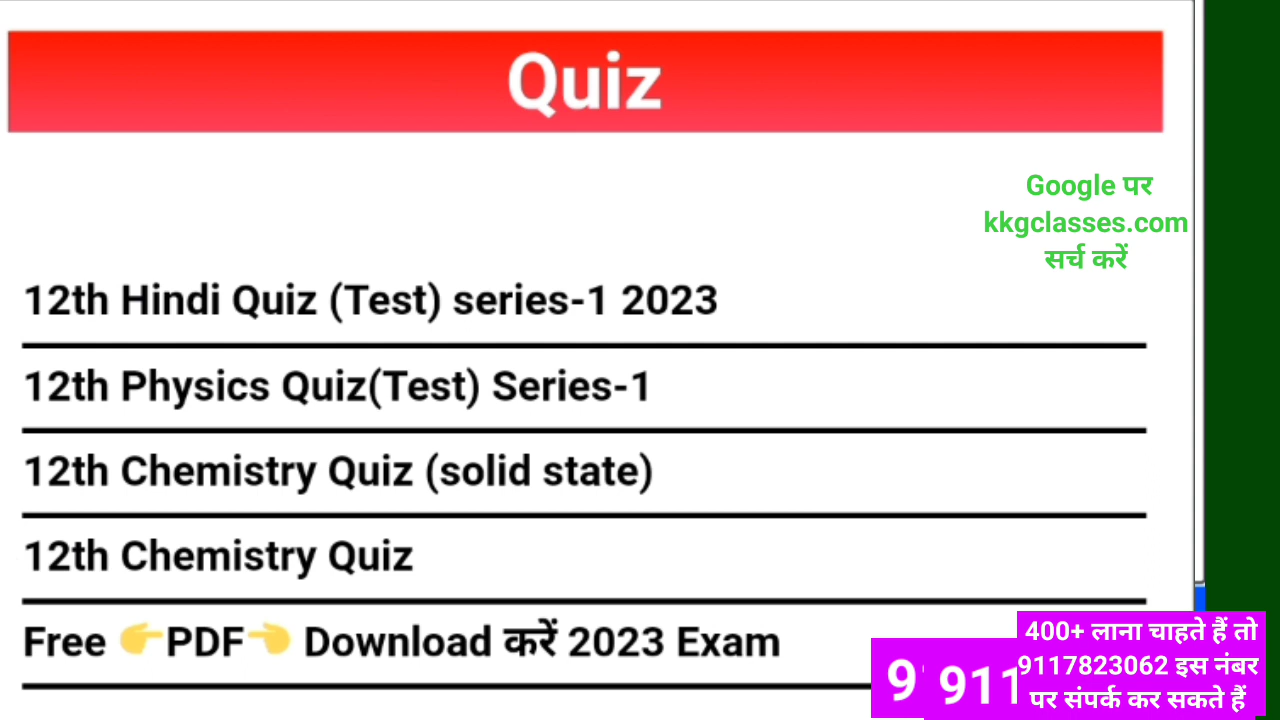 Quiz
Google पर
kkgclasses.com
सर्च करें
12th Hindi Quiz (Test) series-1 2023
12th Physics Quiz(Test) Series-1
12th Chemistry Quiz (solid state)
12th Chemistry Quiz
Free 👉PDF👈 Download करें 2023 Exam
400+ लाना चाहते हैं तो
9117823062 इस नंबर
पर संपर्क कर सकते हैं
9
911